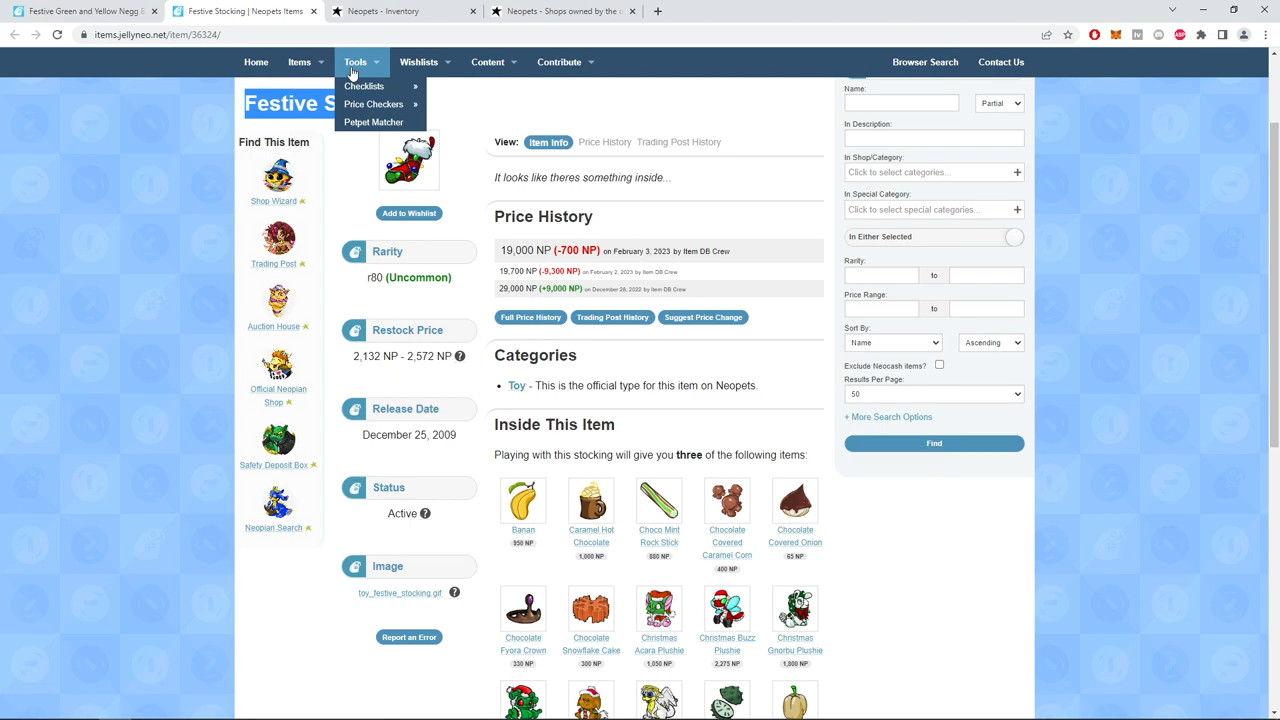 Festive Green and Yellow Negg
Festive Stocking | Neopets Items
Neopets - Inventory
Neopets - Shops owned by the
items.jellyneo.net/item/36324/
Home Items Tools Wishlists Content Contribute Browser Search Contact Us
Checklists »
Price Checkers »
Petpet Matcher
Festive S
Find This Item
Shop Wizard
Trading Post
Auction House
Official Neopian
Shop
Safety Deposit Box
Neopian Search
Add to Wishlist
Rarity
r80 (Uncommon)
Restock Price
2,132 NP - 2,572 NP ?
Release Date
December 25, 2009
Status
Active ?
Image
toy_festive_stocking.gif ?
Report an Error
View: Item Info Price History Trading Post History
It looks like theres something inside...
Price History
19,000 NP (-700 NP) on February 3, 2023 by Item DB Crew
19,700 NP (-9,300 NP) on February 2, 2023 by Item DB Crew
29,000 NP (+9,000 NP) on December 28, 2022 by Item DB Crew
Full Price History Trading Post History Suggest Price Change
Categories
• Toy - This is the official type for this item on Neopets.
Inside This Item
Playing with this stocking will give you three of the following items:
Banan
950 NP
Caramel Hot
Chocolate
1,000 NP
Choco Mint
Rock Stick
880 NP
Chocolate
Covered
Caramel Corn
400 NP
Chocolate
Covered Onion
65 NP
Chocolate
Fyora Crown
330 NP
Chocolate
Snowflake Cake
300 NP
Christmas
Acara Plushie
1,050 NP
Christmas Buzz
Plushie
2,275 NP
Christmas
Gnorbu Plushie
1,800 NP
Name:
Partial
In Description:
In Shop/Category:
Click to select categories... +
In Special Category:
Click to select special categories... +
In Either Selected
Rarity:
to
Price Range:
to
Sort By:
Name Ascending
Exclude Neocash items?
Results Per Page:
50
+ More Search Options
Find